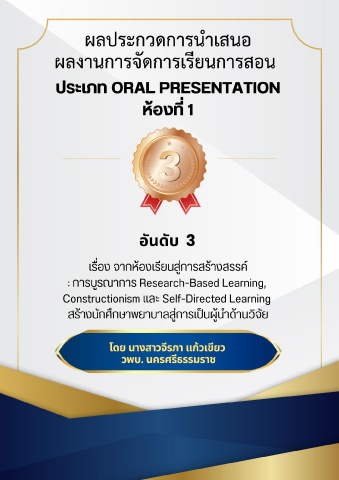 ผลประกวดการนำเสนอ
ผลงานการจัดการเรียนการสอน
ประเภท ORAL PRESENTATION
ห้องที่ 1
3
อันดับ 3
เรื่อง จากห้องเรียนสู่การสร้างสรรค์
: การบูรณาการ Research-Based Learning,
Constructionism และ Self-Directed Learning
สร้างนักศึกษาพยาบาลสู่การเป็นผู้นำด้านวิจัย
โดย นางสาวจีรภา แก้วเขียว
วพบ. นครศรีธรรมราช